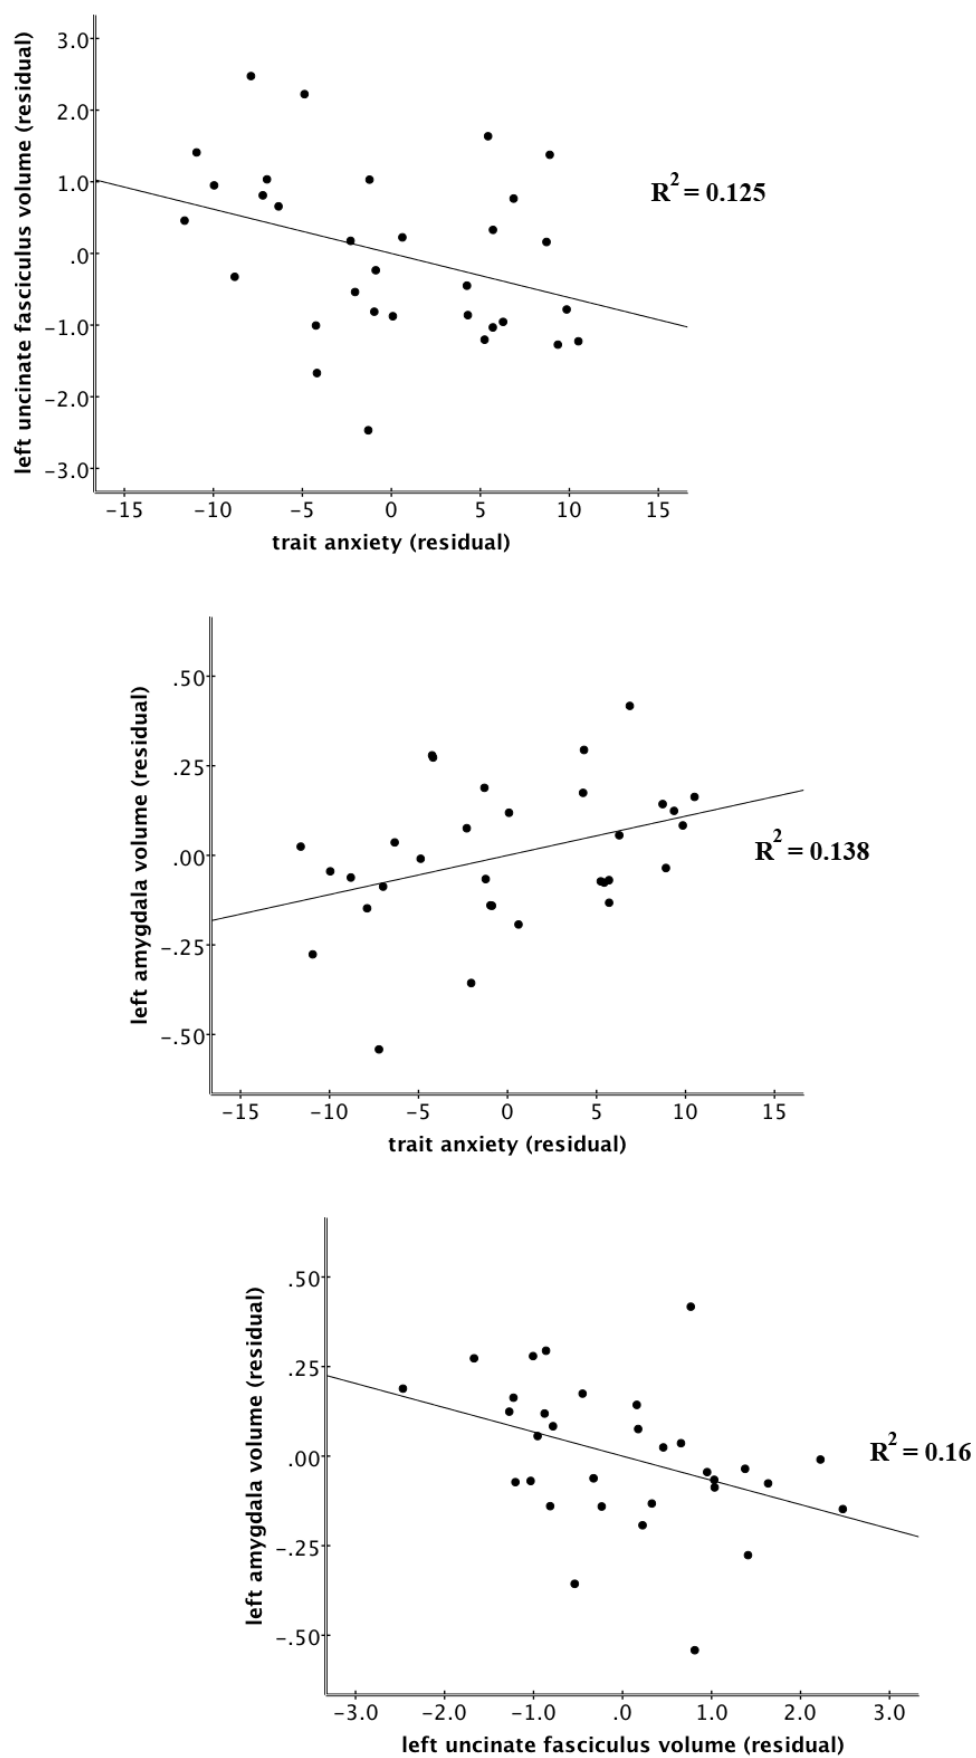 left uncinate fasciculus volume (residual)
3.0
2.0
1.0
.0
-1.0
-2.0
-3.0
R2 = 0.125
-15 -10 -5 0 5 10 15
trait anxiety (residual)
left amygdala volume (residual)
.50
.25
.00
-.25
-.50
R2 = 0.138
-15 -10 -5 0 5 10 15
trait anxiety (residual)
left amygdala volume (residual)
.50
.25
.00
-.25
-.50
R2 = 0.16
-3.0 -2.0 -1.0 .0 1.0 2.0 3.0
left uncinate fasciculus volume (residual)